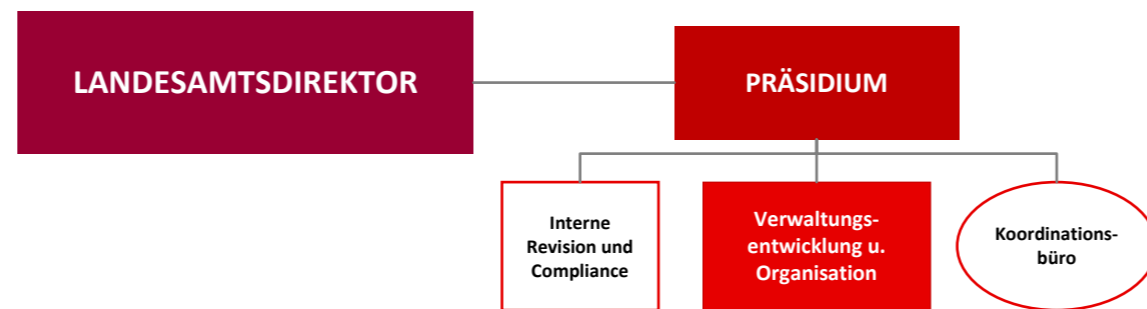 LANDESAMTSDIREKTOR
PRÄSIDIUM
Interne
Revision und
Compliance
Verwaltungs-
entwicklung u.
Organisation
Koordinations-
büro